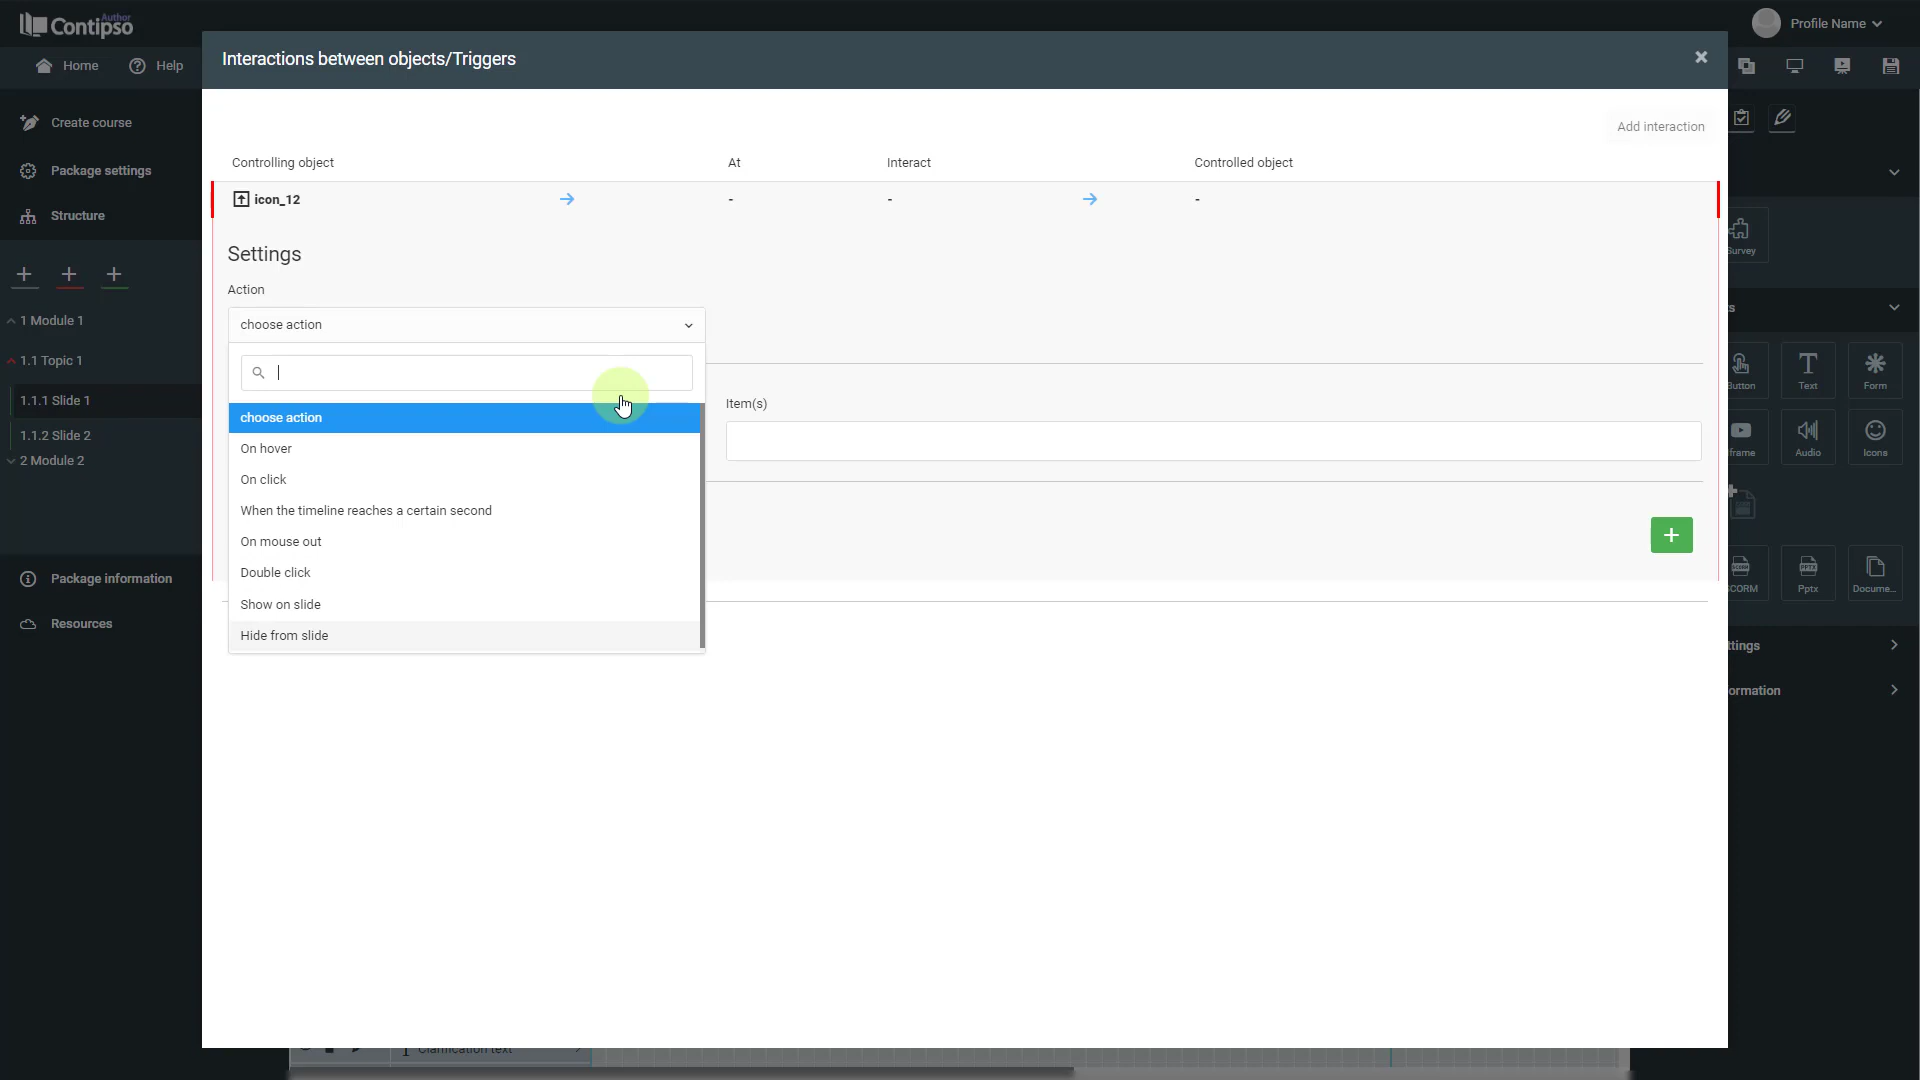 Contipso
Author
Profile Name
Home
Help
Interactions between objects/Triggers
Create course
Package settings
Structure
1 Module 1
1.1 Topic 1
1.1.1 Slide 1
1.1.2 Slide 2
2 Module 2
Package information
Resources
Add interaction
Controlling object
At
Interact
Controlled object
icon_12
-
-
-
Settings
Action
choose action
choose action
On hover
On click
When the timeline reaches a certain second
On mouse out
Double click
Show on slide
Hide from slide
Item(s)
Survey
s
Button
Text
Form
frame
Audio
Icons
SCORM
Pptx
Docume...
ttings
ormation
Clarification text